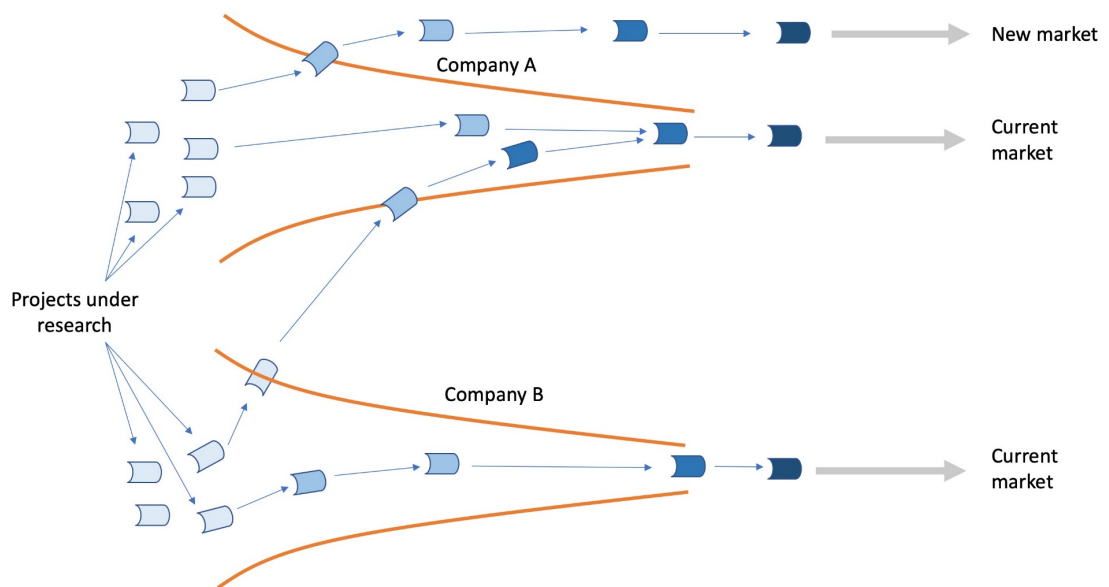 New market
Company A
Current
market
Projects under
research
Company B
Current
market